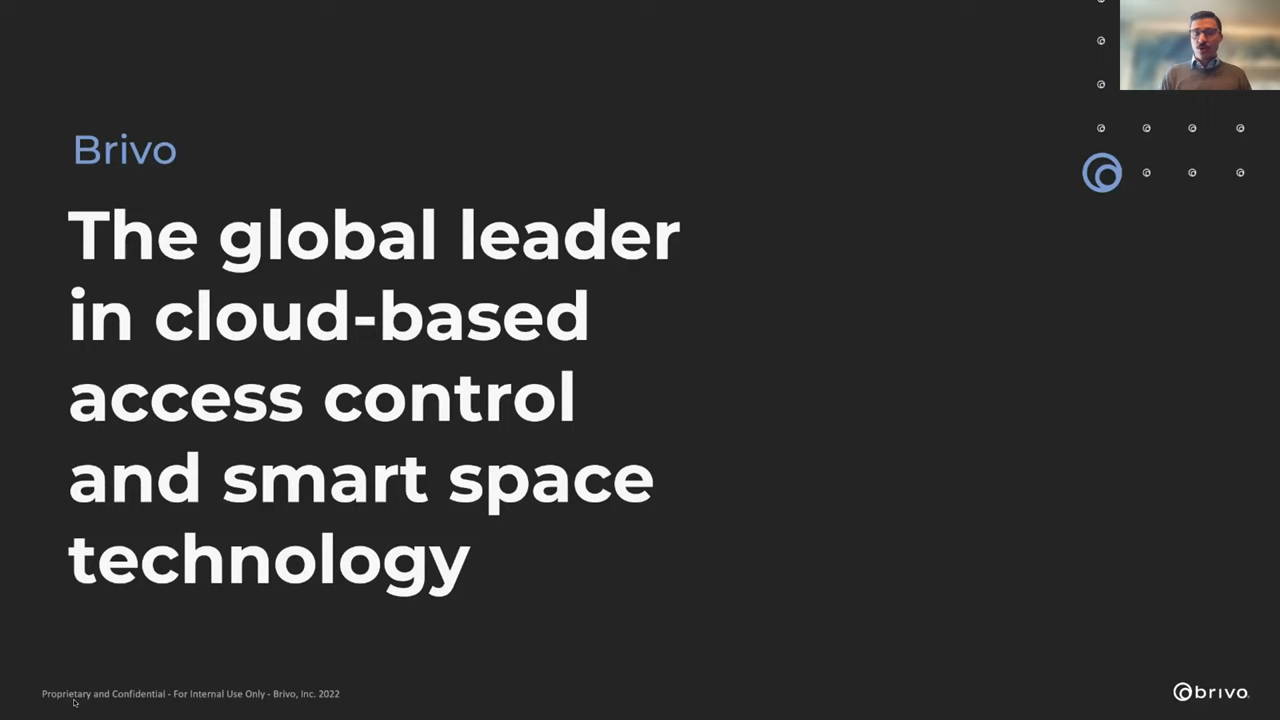 Brivo
The global leader
in cloud-based
access control
and smart space
technology
Proprietary and Confidential - For Internal Use Only - Brivo, Inc. 2022
brivo